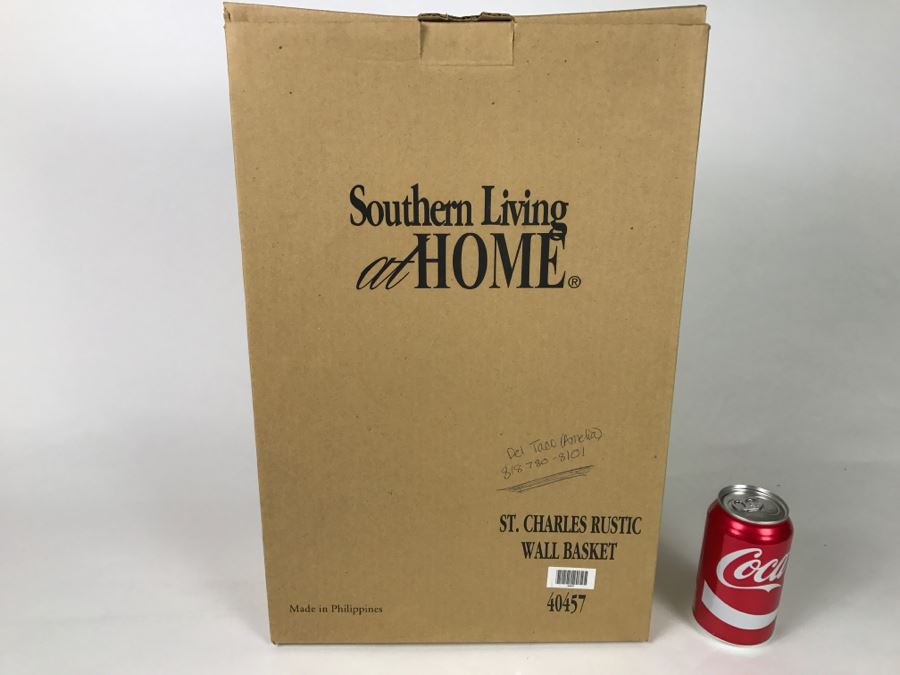 Southern Living
at HOME®
Del Taco (Amelia)
818 780-8101
ST. CHARLES RUSTIC
WALL BASKET
40457
Made in Philippines
Coca